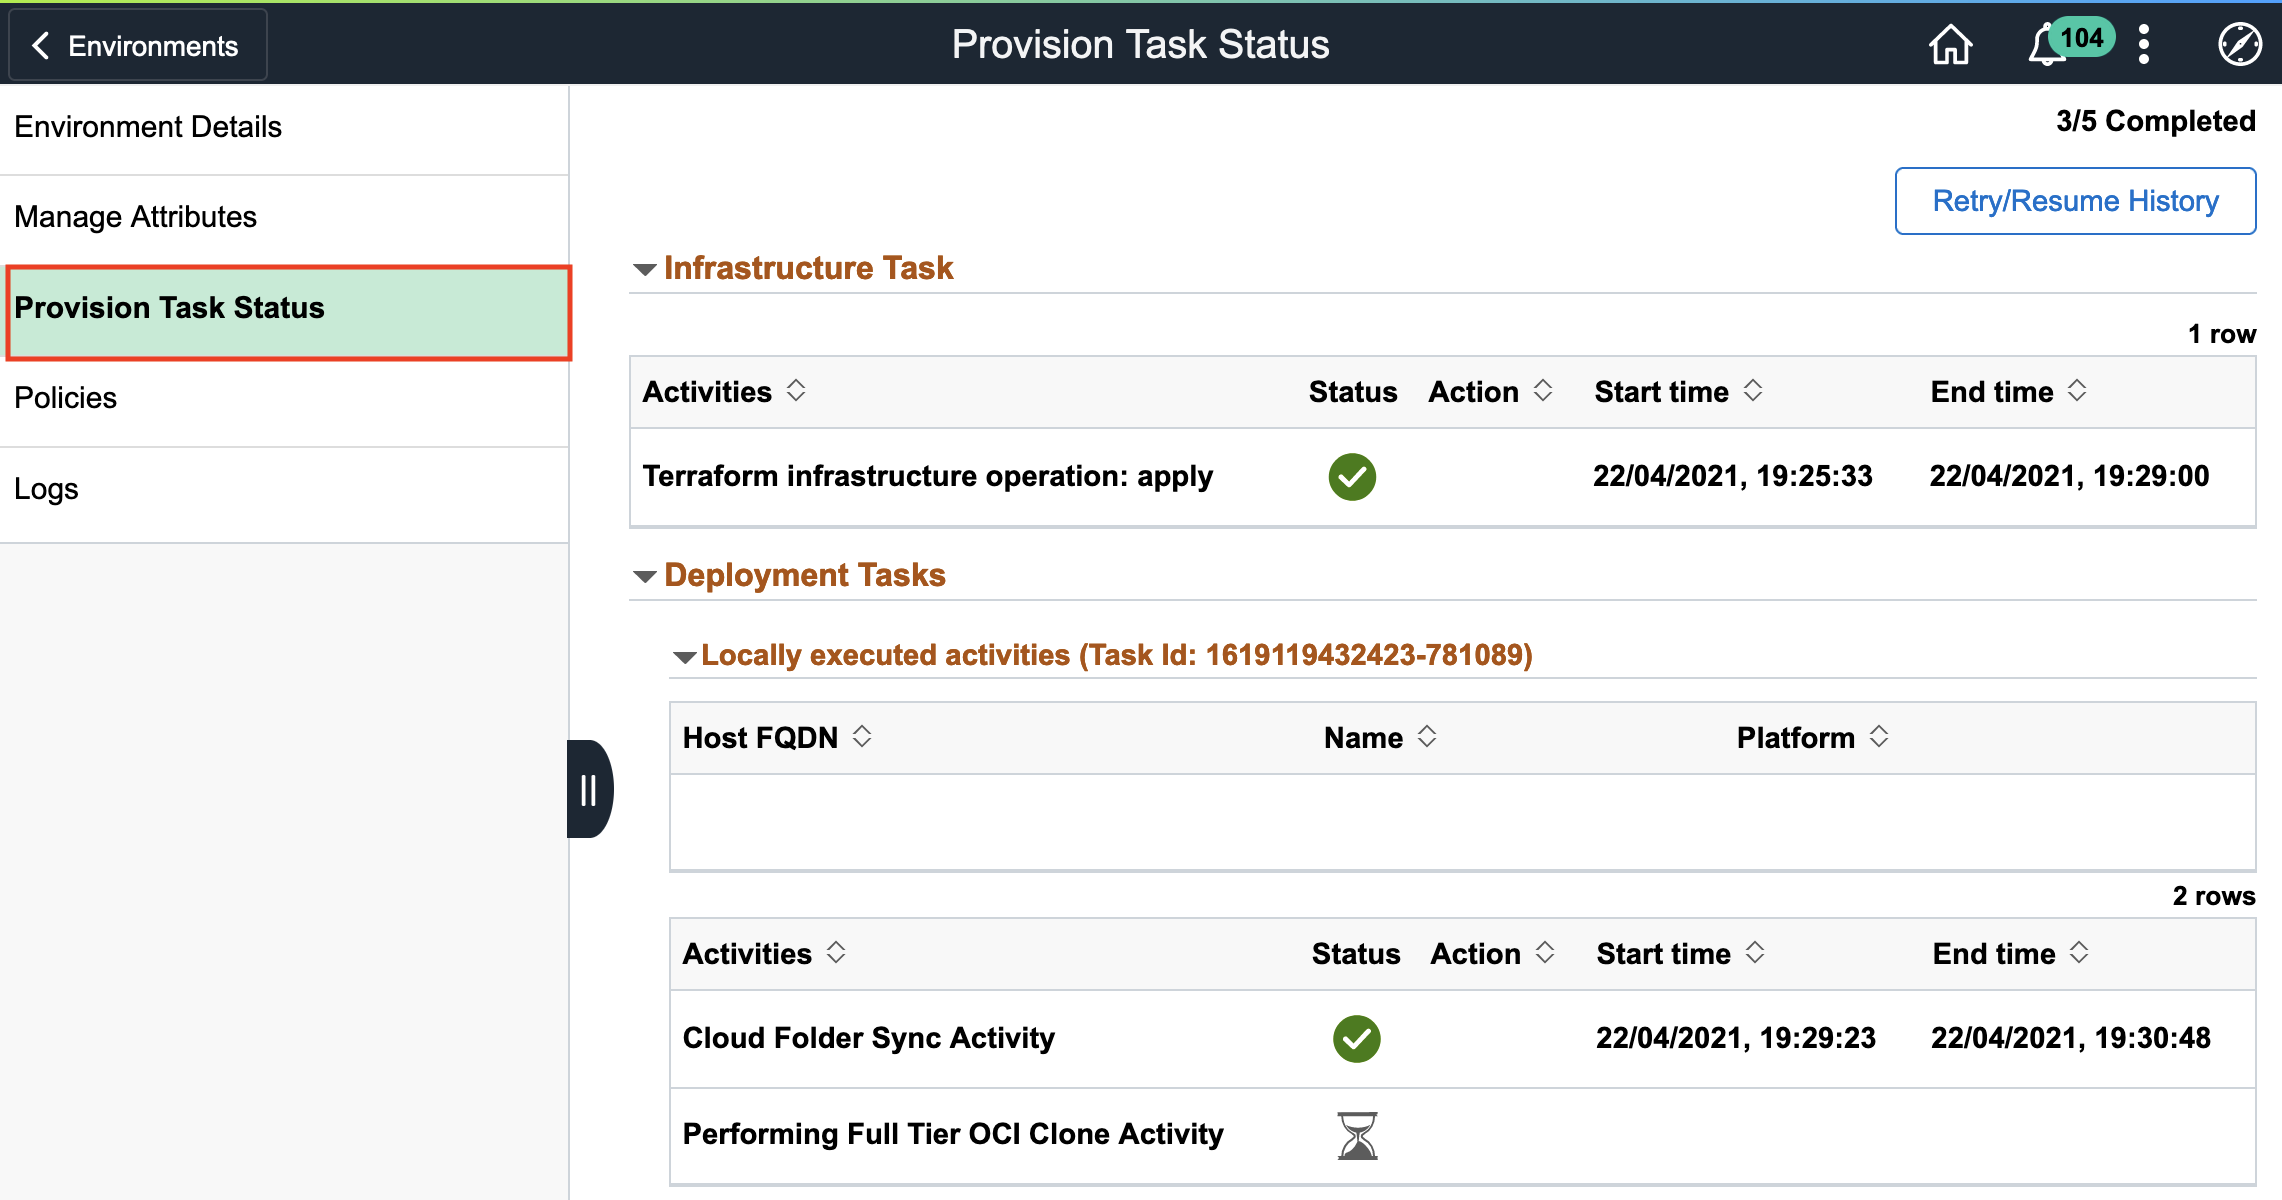 Environments
Provision Task Status
104
Environment Details
Manage Attributes
Provision Task Status
Policies
Logs
3/5 Completed
Retry/Resume History
Infrastructure Task
1 row
Activities Status Action Start time End time
Terraform infrastructure operation: apply 22/04/2021, 19:25:33 22/04/2021, 19:29:00
Deployment Tasks
Locally executed activities (Task Id: 1619119432423-781089)
Host FQDN Name Platform
2 rows
Activities Status Action Start time End time
Cloud Folder Sync Activity 22/04/2021, 19:29:23 22/04/2021, 19:30:48
Performing Full Tier OCI Clone Activity